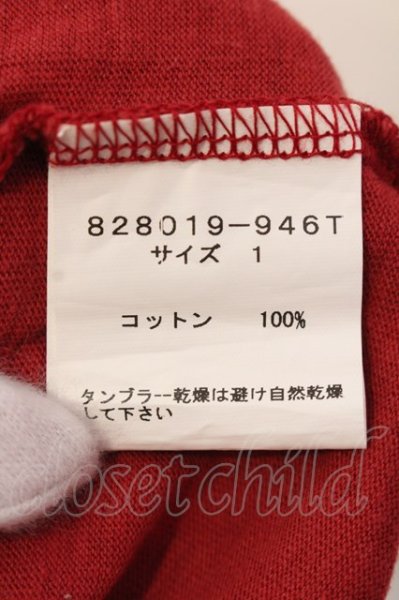 828019-946T
サイズ 1
コットン 100%
タンブラー乾燥は避け自然乾燥
して下さい
closetchild